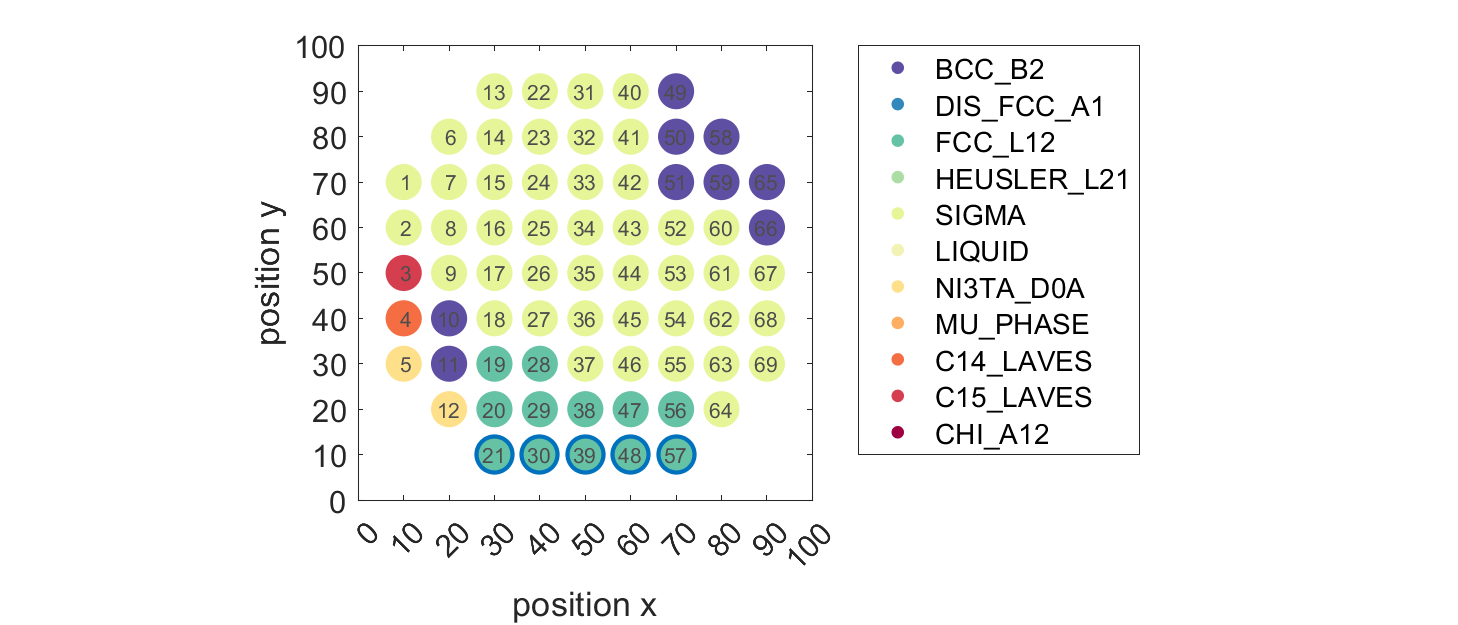 100
90
80
70
60
50
40
30
20
10
0
position y
13 22 31 40 49
6 14 23 32 41 50 58
1 7 15 24 33 42 51 59 65
2 8 16 25 34 43 52 60 66
3 9 17 26 35 44 53 61 67
4 10 18 27 36 45 54 62 68
5 11 19 28 37 46 55 63 69
12 20 29 38 47 56 64
21 30 39 48 57
0 10 20 30 40 50 60 70 80 90 100
position x
BCC_B2
DIS_FCC_A1
FCC_L12
HEUSLER_L21
SIGMA
LIQUID
NI3TA_D0A
MU_PHASE
C14_LAVES
C15_LAVES
CHI_A12